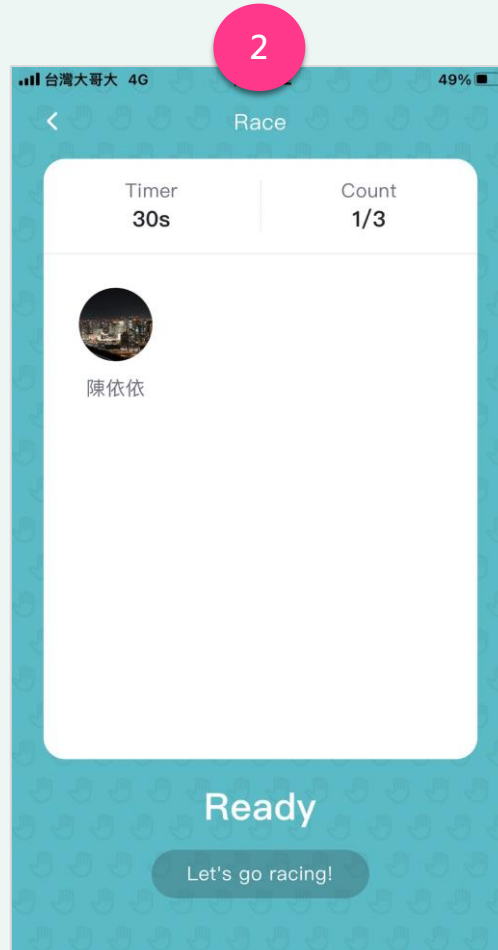 2
台灣大哥大 4G
49%
Race
Timer
Count
30s
1/3
陳依依
Ready
Let's go racing!